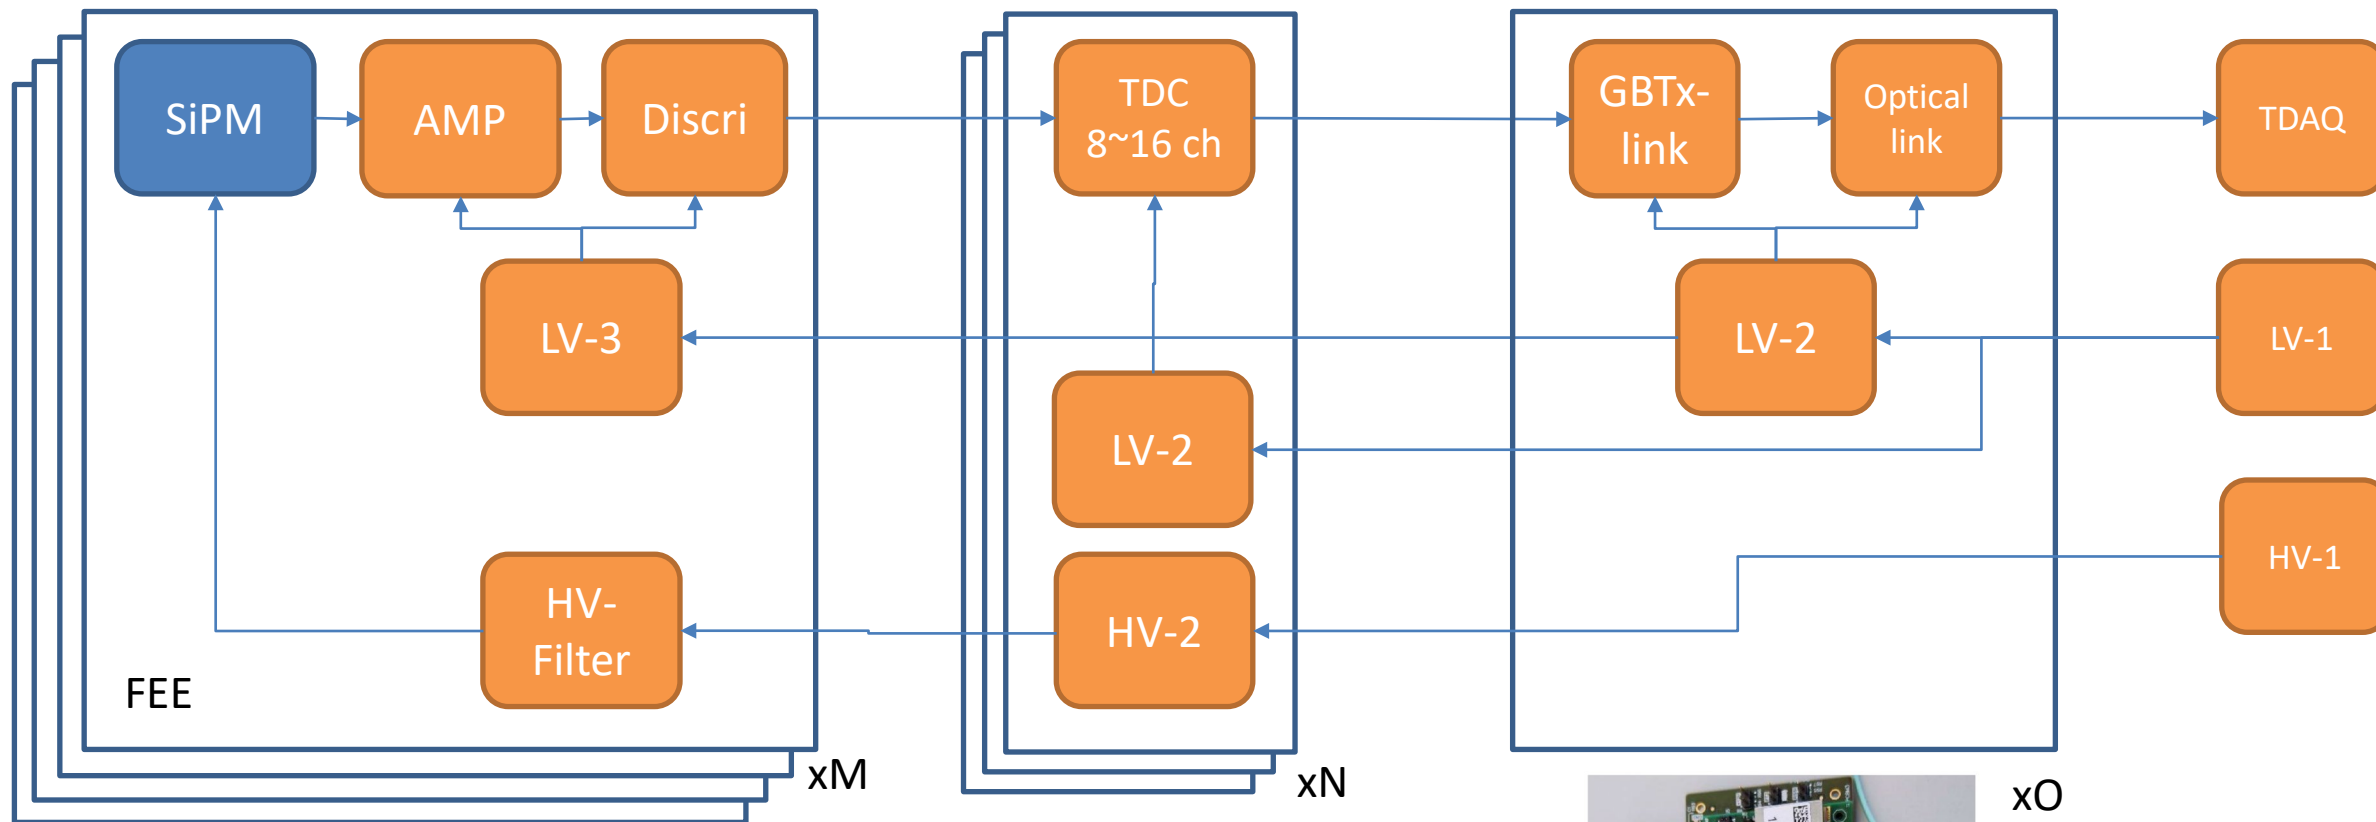 SiPM
AMP
Discri
TDC
8~16 ch
GBTx-
link
Optical
link
TDAQ
LV-3
LV-2
LV-1
LV-2
HV-1
HV-
Filter
HV-2
FEE
xM
xN
xO